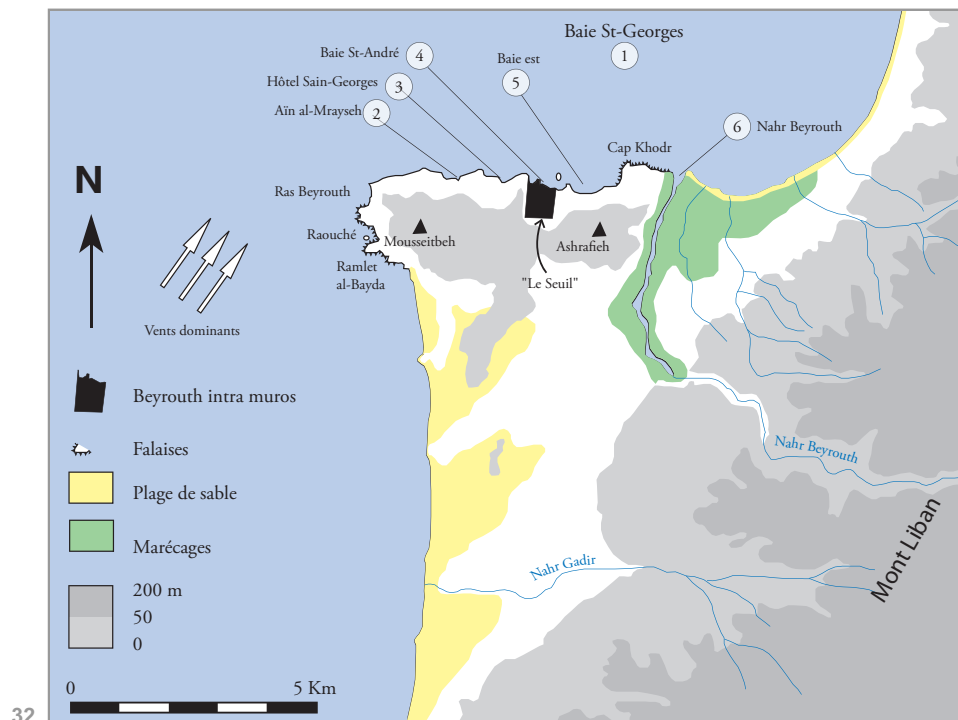 Baie St-Georges
1
Baie St-André
4
Baie est
5
Hôtel Sain-Georges
3
Aïn al-Mrayseh
2
6
Nahr Beyrouth
Cap Khodr
N
Ras Beyrouth
Raouché
Mousseitbeh
Ashrafieh
Ramlet
al-Bayda
"Le Seuil"
Vents dominants
Beyrouth intra muros
Falaises
Plage de sable
Marécages
200 m
50
0
Nahr Beyrouth
Nahr Gadir
Mont Liban
0
5 Km
32